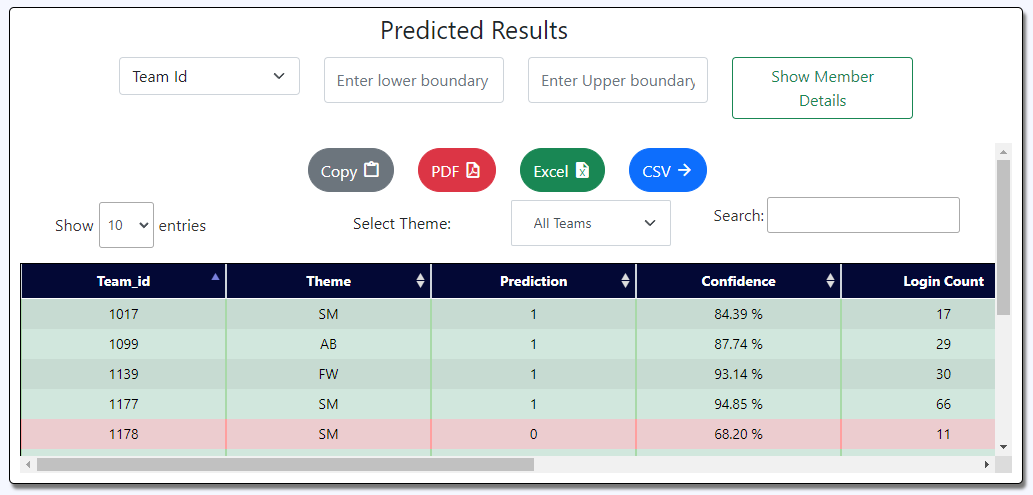 Predicted Results
Team Id Enter lower boundary Enter Upper boundary Show Member
Details
Copy PDF Excel CSV
Show 10 entries Select Theme: All Teams Search:
Team_id Theme Prediction Confidence Login Count
1017 SM 1 84.39 % 17
1099 AB 1 87.74 % 29
1139 FW 1 93.14 % 30
1177 SM 1 94.85 % 66
1178 SM 0 68.20 % 11